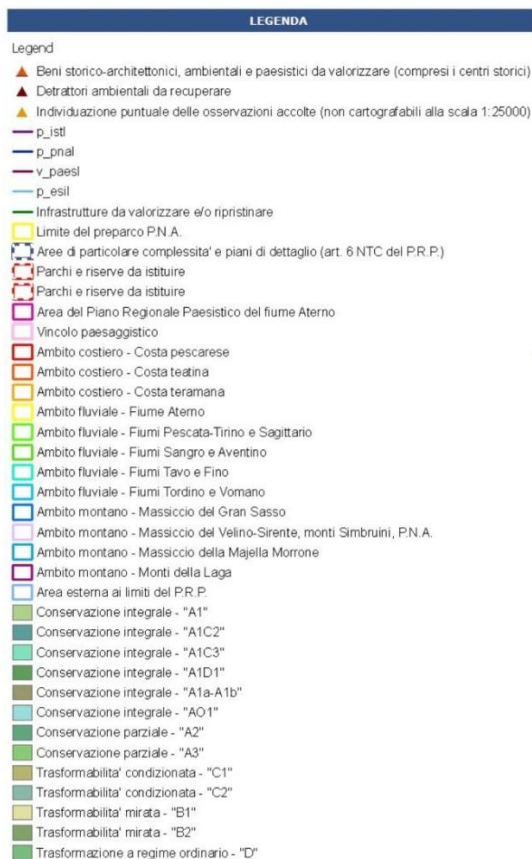 LEGENDA
Legend
Beni storico-architettonici, ambientali e paesistici da valorizzare (compresi i centri storici)
Detrattori ambientali da recuperare
Individuazione puntuale delle osservazioni accolte (non cartografabili alla scala 1:25000)
p_istl
p_pnal
v_paesl
p_esil
Infrastrutture da valorizzare e/o ripristinare
Limite del preparco P.N.A.
Aree di particolare complessita' e piani di dettaglio (art. 6 NTC del P.R.P.)
Parchi e riserve da istituire
Parchi e riserve da istituire
Area del Piano Regionale Paesistico del fiume Aterno
Vincolo paesaggistico
Ambito costiero - Costa pescarese
Ambito costiero - Costa teatina
Ambito costiero - Costa teramana
Ambito fluviale - Fiume Aterno
Ambito fluviale - Fiumi Pescata-Tirino e Sagittario
Ambito fluviale - Fiumi Sangro e Aventino
Ambito fluviale - Fiumi Tavo e Fino
Ambito fluviale - Fiumi Tordino e Vomano
Ambito montano - Massiccio del Gran Sasso
Ambito montano - Massiccio del Velino-Sirente, monti Simbruini, P.N.A.
Ambito montano - Massiccio della Majella Morrone
Ambito montano - Monti della Laga
Area esterna ai limiti del P.R.P.
Conservazione integrale - "A1"
Conservazione integrale - "A1C2"
Conservazione integrale - "A1C3"
Conservazione integrale - "A1D1"
Conservazione integrale - "A1a-A1b"
Conservazione integrale - "AO1"
Conservazione parziale - "A2"
Conservazione parziale - "A3"
Trasformabilita' condizionata - "C1"
Trasformabilita' condizionata - "C2"
Trasformabilita' mirata - "B1"
Trasformabilita' mirata - "B2"
Trasformazione a regime ordinario - "D"